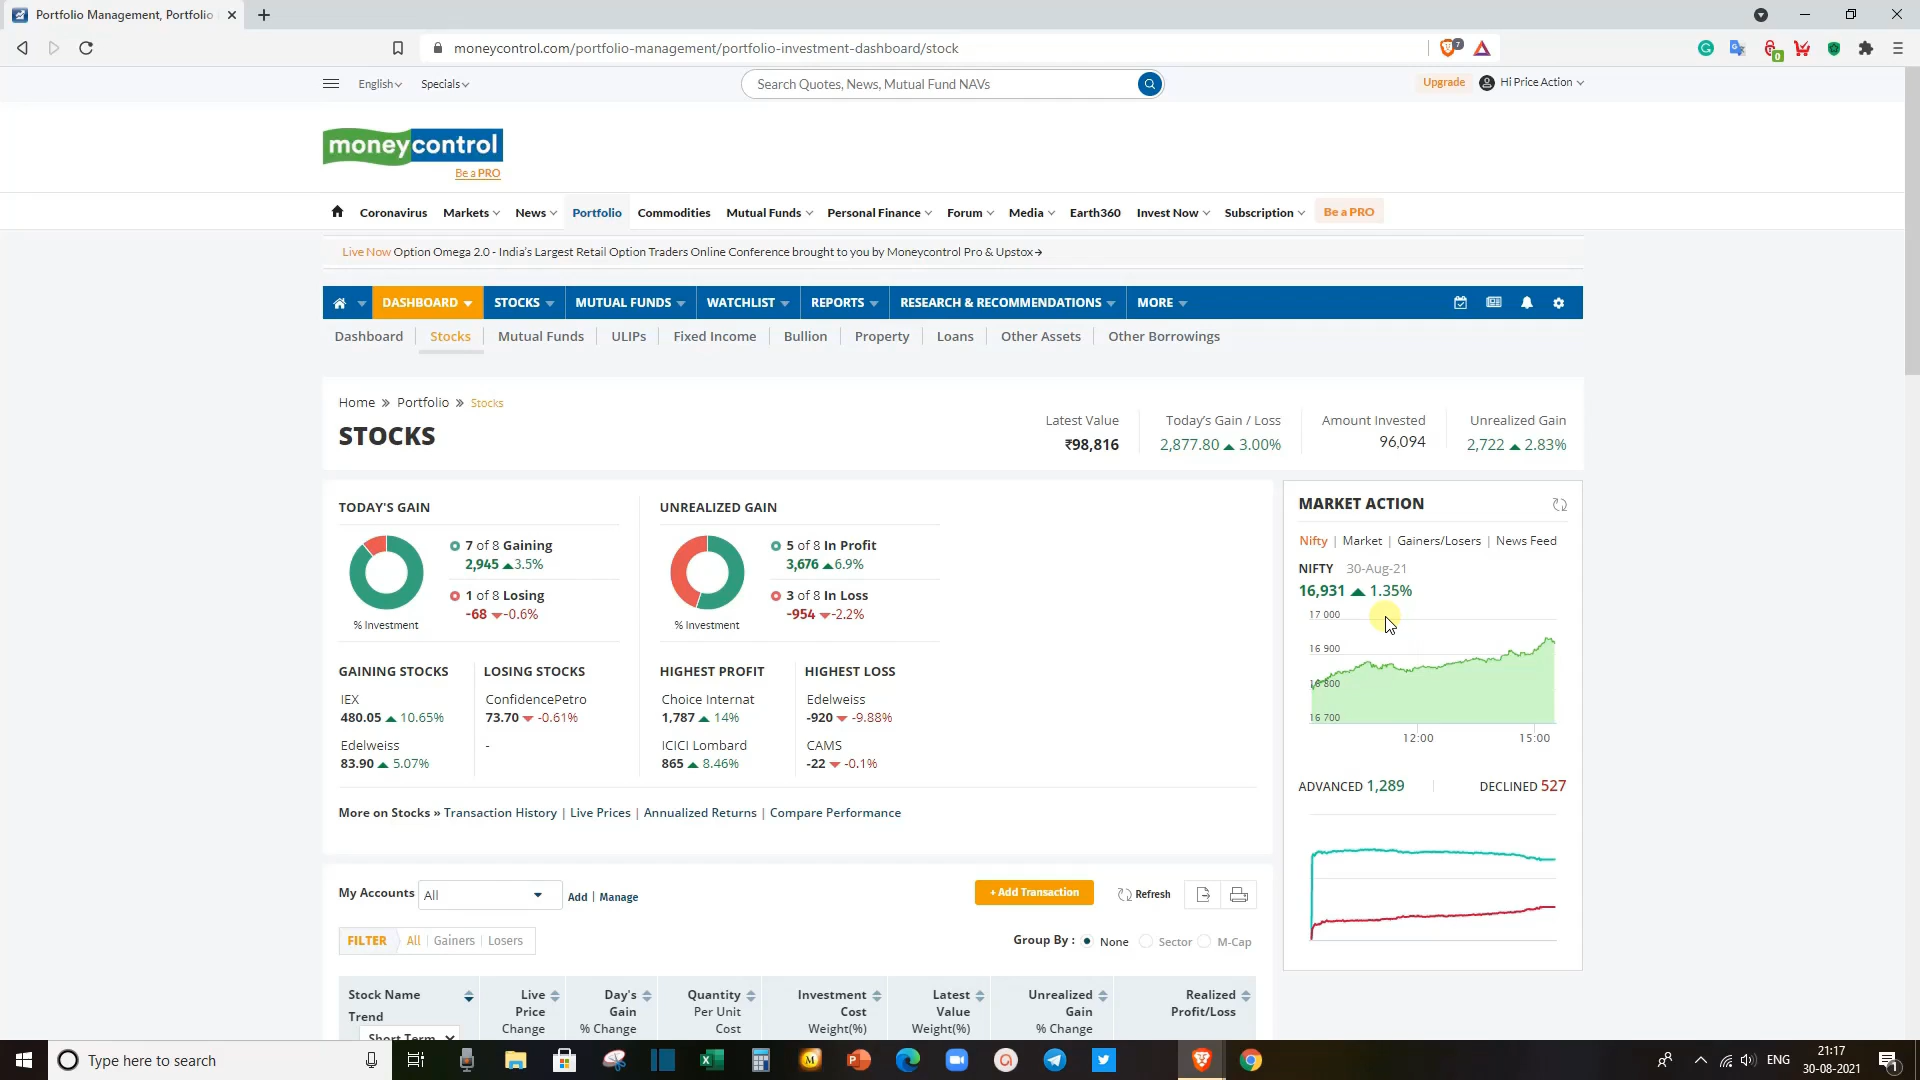 Portfolio Management, Portfolio
moneycontrol.com/portfolio-management/portfolio-investment-dashboard/stock
7
0
English
Specials
Search Quotes, News, Mutual Fund NAVs
Upgrade
Hi Price Action
moneycontrol
Be a PRO
Coronavirus
Markets
News
Portfolio
Commodities
Mutual Funds
Personal Finance
Forum
Media
Earth360
Invest Now
Subscription
Be a PRO
Live Now Option Omega 2.0 - India's Largest Retail Option Traders Online Conference brought to you by Moneycontrol Pro & Upstox→
DASHBOARD
STOCKS
MUTUAL FUNDS
WATCHLIST
REPORTS
RESEARCH & RECOMMENDATIONS
MORE
Dashboard
Stocks
Mutual Funds
ULIPs
Fixed Income
Bullion
Property
Loans
Other Assets
Other Borrowings
Home » Portfolio » Stocks
STOCKS
Latest Value
₹98,816
Today's Gain / Loss
2,877.80 ▲ 3.00%
Amount Invested
96,094
Unrealized Gain
2,722 ▲ 2.83%
TODAY'S GAIN
% Investment
7 of 8 Gaining
2,945 ▲3.5%
1 of 8 Losing
-68 ▼-0.6%
UNREALIZED GAIN
% Investment
5 of 8 In Profit
3,676 ▲6.9%
3 of 8 In Loss
-954 ▼-2.2%
GAINING STOCKS
IEX
480.05 ▲ 10.65%
Edelweiss
83.90 ▲ 5.07%
LOSING STOCKS
ConfidencePetro
73.70 ▼ -0.61%
-
HIGHEST PROFIT
Choice Internat
1,787 ▲ 14%
ICICI Lombard
865 ▲ 8.46%
HIGHEST LOSS
Edelweiss
-920 ▼ -9.88%
CAMS
-22 ▼ -0.1%
More on Stocks » Transaction History | Live Prices | Annualized Returns | Compare Performance
MARKET ACTION
Nifty | Market | Gainers/Losers | News Feed
NIFTY 30-Aug-21
16,931 ▲ 1.35%
17 000
16 900
16 800
16 700
12:00
15:00
ADVANCED 1,289
DECLINED 527
My Accounts
All
Add | Manage
+ Add Transaction
Refresh
FILTER
All | Gainers | Losers
Group By :
None
Sector
M-Cap
Stock Name
Trend
Short Term
Live
Price
Change
Day's
Gain
% Change
Quantity
Per Unit
Cost
Investment
Cost
Weight(%)
Latest
Value
Weight(%)
Unrealized
Gain
% Change
Realized
Profit/Loss
Type here to search
ENG
21:17
30-08-2021
1